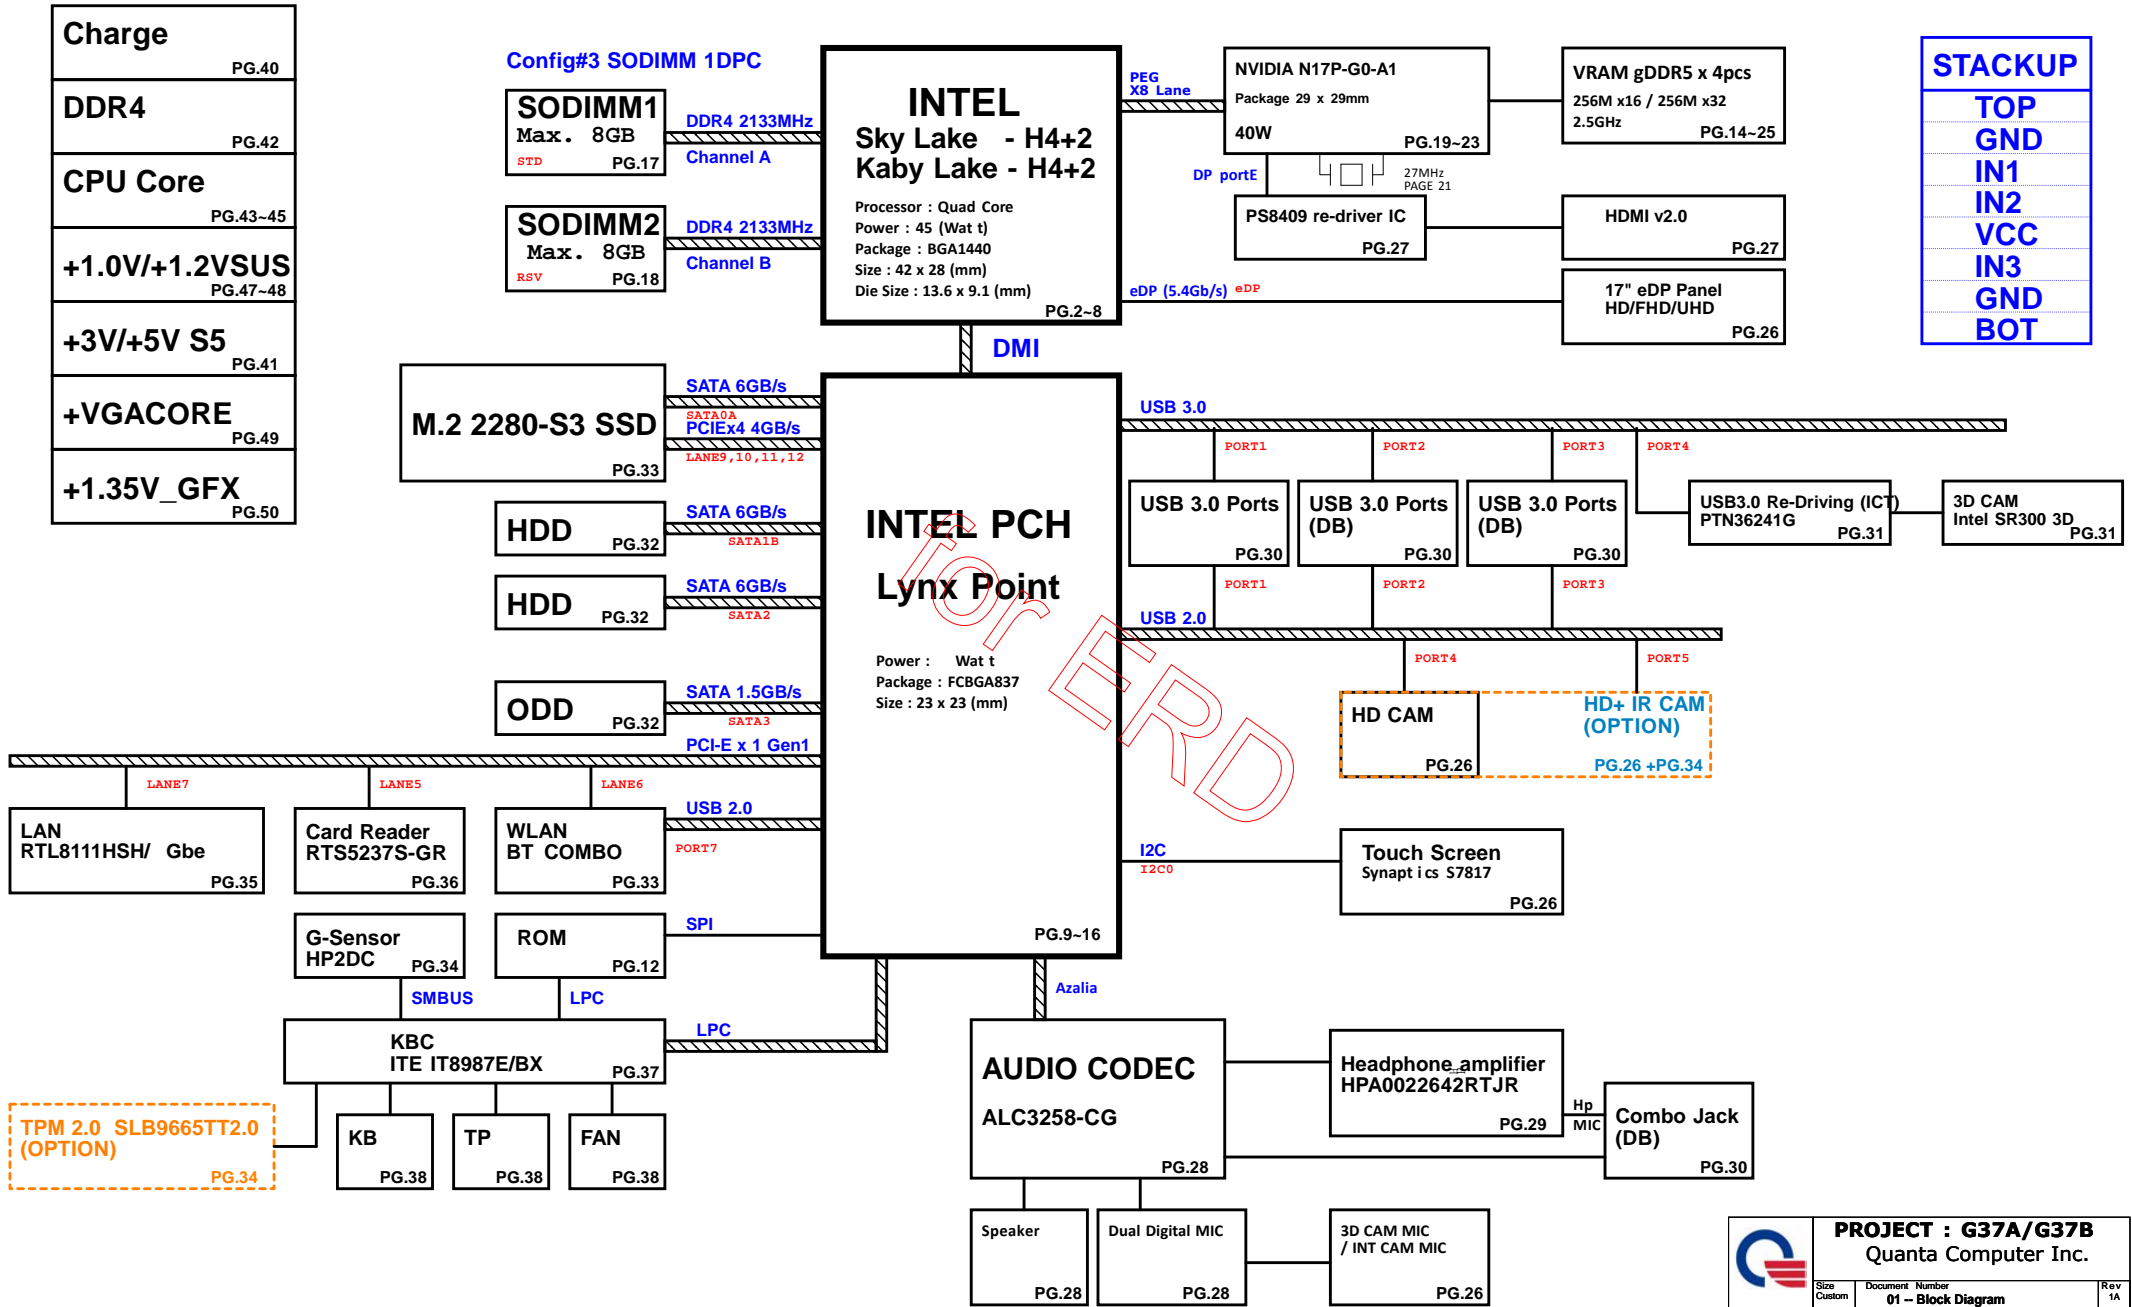 Charge
PG.40
DDR4
PG.42
CPU Core
PG.43~45
+1.0V/+1.2VSUS
PG.47~48
+3V/+5V S5
PG.41
+VGACORE
PG.49
+1.35V_GFX
PG.50
Config#3 SODIMM 1DPC
SODIMM1
Max. 8GB
STD
PG.17
DDR4 2133MHz
Channel A
SODIMM2
Max. 8GB
RSV
PG.18
DDR4 2133MHz
Channel B
INTEL
Sky Lake - H4+2
Kaby Lake - H4+2
Processor : Quad Core
Power : 45 (Wat t)
Package : BGA1440
Size : 42 x 28 (mm)
Die Size : 13.6 x 9.1 (mm)
PG.2~8
PEG
X8 Lane
NVIDIA N17P-G0-A1
Package 29 x 29mm
40W
PG.19~23
VRAM gDDR5 x 4pcs
256M x16 / 256M x32
2.5GHz
PG.14~25
DP portE
27MHz
PAGE 21
PS8409 re-driver IC
PG.27
HDMI v2.0
PG.27
eDP (5.4Gb/s)
eDP
17" eDP Panel
HD/FHD/UHD
PG.26
STACKUP
TOP
GND
IN1
IN2
VCC
IN3
GND
BOT
DMI
M.2 2280-S3 SSD
PG.33
SATA 6GB/s
SATA0A
PCIEx4 4GB/s
LANE9,10,11,12
HDD
PG.32
SATA 6GB/s
SATA1B
HDD
PG.32
SATA 6GB/s
SATA2
ODD
PG.32
SATA 1.5GB/s
SATA3
PCI-E x 1 Gen1
INTEL PCH
Lynx Point
Power : Wat t
Package : FCBGA837
Size : 23 x 23 (mm)
PG.9~16
for ERD
USB 3.0
PORT1
PORT2
PORT3
PORT4
USB 3.0 Ports
PG.30
USB 3.0 Ports
(DB)
PG.30
USB 3.0 Ports
(DB)
PG.30
USB3.0 Re-Driving (ICT)
PTN36241G
PG.31
3D CAM
Intel SR300 3D
PG.31
PORT1
PORT2
PORT3
USB 2.0
PORT4
PORT5
HD CAM
PG.26
HD+ IR CAM
(OPTION)
PG.26 +PG.34
LANE7
LANE5
LANE6
LAN
RTL8111HSH/ Gbe
PG.35
Card Reader
RTS5237S-GR
PG.36
WLAN
BT COMBO
PG.33
USB 2.0
PORT7
I2C
I2C0
Touch Screen
Synapt i cs S7817
PG.26
G-Sensor
HP2DC
PG.34
ROM
PG.12
SPI
SMBUS
LPC
KBC
ITE IT8987E/BX
PG.37
LPC
Azalia
TPM 2.0 SLB9665TT2.0
(OPTION)
PG.34
KB
PG.38
TP
PG.38
FAN
PG.38
AUDIO CODEC
ALC3258-CG
PG.28
Headphone amplifier
HPA0022642RTJR
PG.29
Hp
MIC
Combo Jack
(DB)
PG.30
Speaker
PG.28
Dual Digital MIC
PG.28
3D CAM MIC
/ INT CAM MIC
PG.26
PROJECT : G37A/G37B
Quanta Computer Inc.
Size
Custom
Document Number
01 -- Block Diagram
Rev
1A